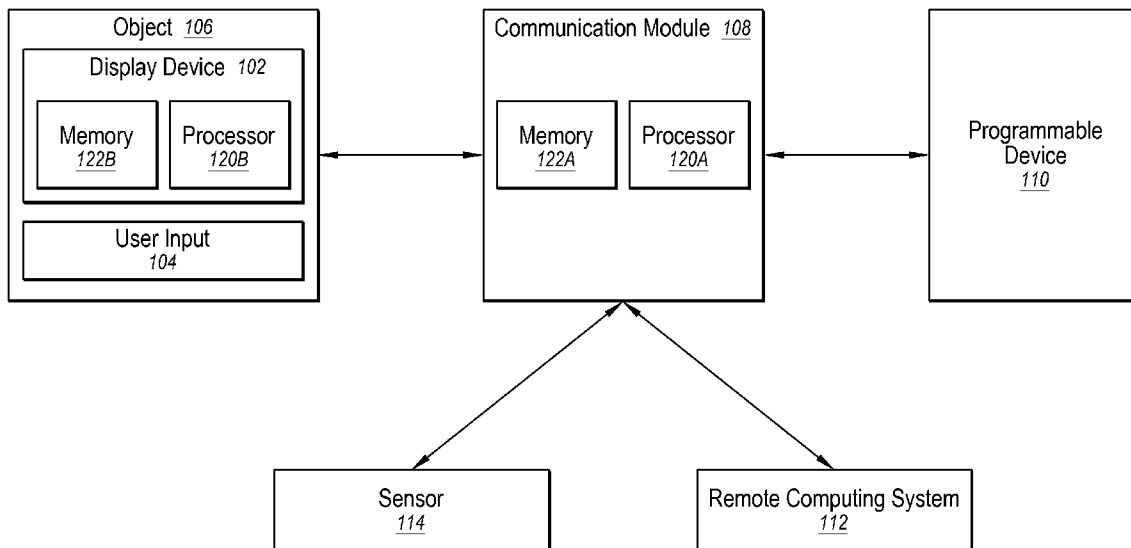 Object 106
Display Device 102
Memory
122B
Processor
120B
User Input
104
Communication Module 108
Memory
122A
Processor
120A
Programmable
Device
110
Sensor
114
Remote Computing System
112